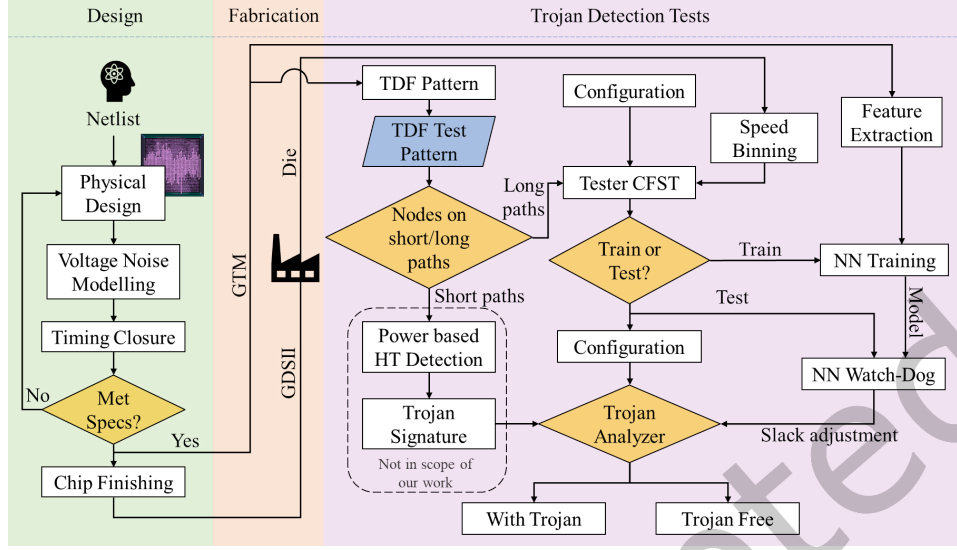 Design
Fabrication
Trojan Detection Tests
Netlist
Physical
Design
Voltage Noise
Modelling
Timing Closure
No
Met
Specs?
Yes
Chip Finishing
GTM
Die
GDSII
TDF Pattern
TDF Test
Pattern
Nodes on
short/long
paths
Long
paths
Short paths
Power based
HT Detection
Trojan
Signature
Not in scope of
our work
Configuration
Speed
Binning
Feature
Extraction
Tester CFST
Train or
Test?
Train
NN Training
Test
Model
Configuration
NN Watch-Dog
Trojan
Analyzer
Slack adjustment
With Trojan
Trojan Free